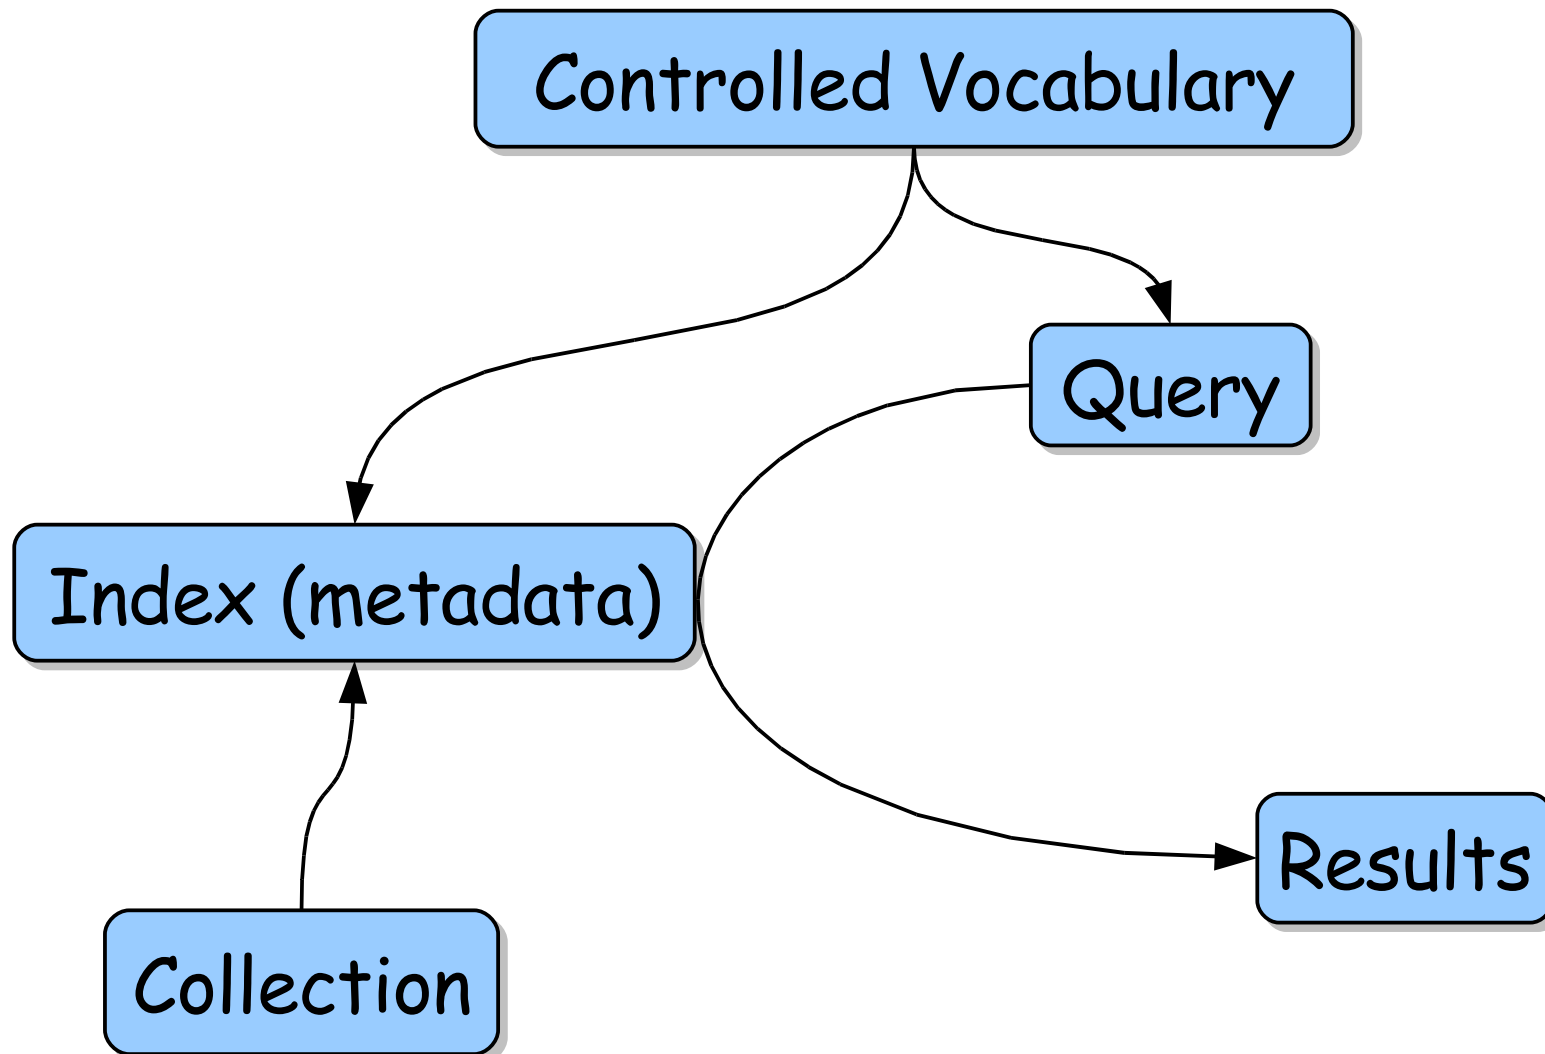 Controlled Vocabulary
Query
Index (metadata)
Results
Collection